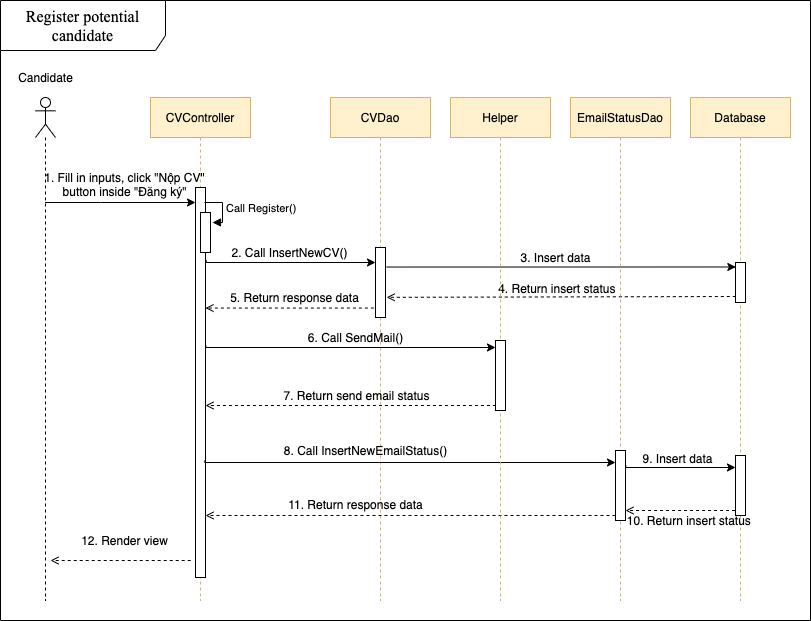 Register potential
candidate
Candidate
CVController
CVDao
Helper
EmailStatusDao
Database
1. Fill in inputs, click "Nộp CV"
button inside "Đăng ký"
Call Register()
2. Call InsertNewCV()
3. Insert data
4. Return insert status
5. Return response data
6. Call SendMail()
7. Return send email status
8. Call InsertNewEmailStatus()
9. Insert data
10. Return insert status
11. Return response data
12. Render view